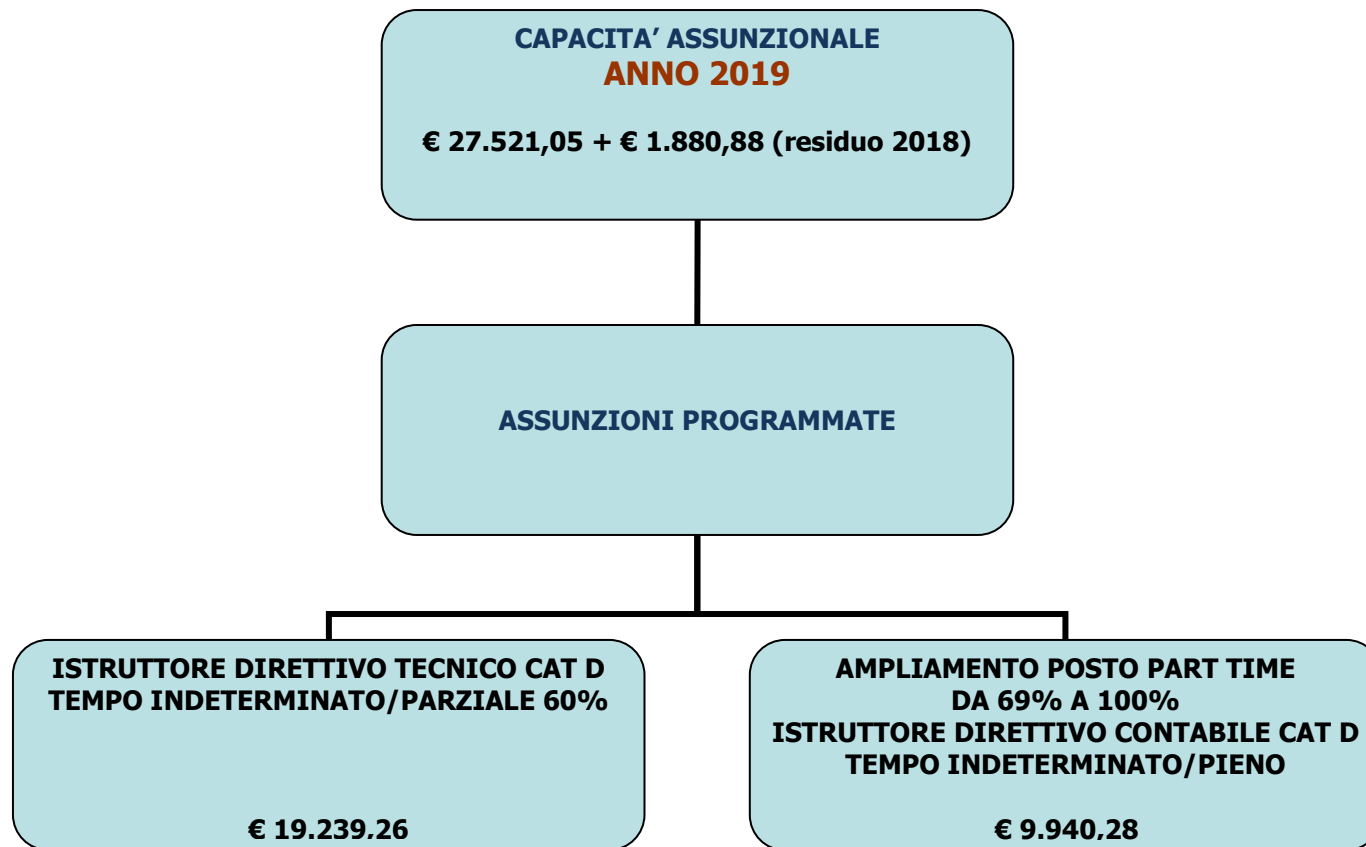 CAPACITA’ ASSUNZIONALE
ANNO 2019
€ 27.521,05 + € 1.880,88 (residuo 2018)
ASSUNZIONI PROGRAMMATE
ISTRUTTORE DIRETTIVO TECNICO CAT D
TEMPO INDETERMINATO/PARZIALE 60%
€ 19.239,26
AMPLIAMENTO POSTO PART TIME
DA 69% A 100%
ISTRUTTORE DIRETTIVO CONTABILE CAT D
TEMPO INDETERMINATO/PIENO
€ 9.940,28